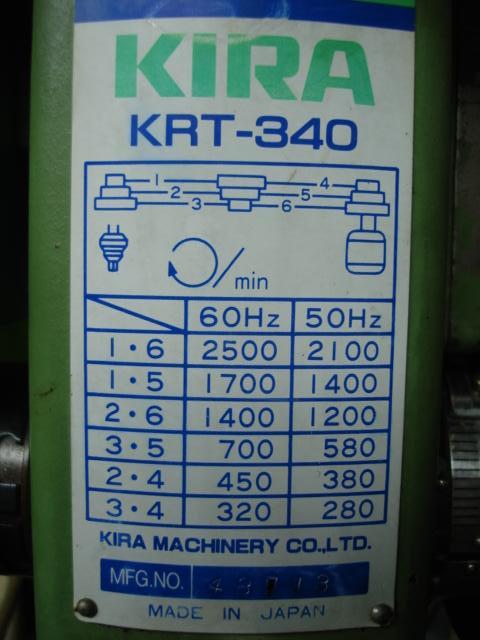 KIRA
KRT-340
1 4
2 5
3 6
/min
60Hz 50Hz
1·6 2500 2100
1·5 1700 1400
2·6 1400 1200
3·5 700 580
2·4 450 380
3·4 320 280
KIRA MACHINERY CO.,LTD.
MFG.NO.
MADE IN JAPAN